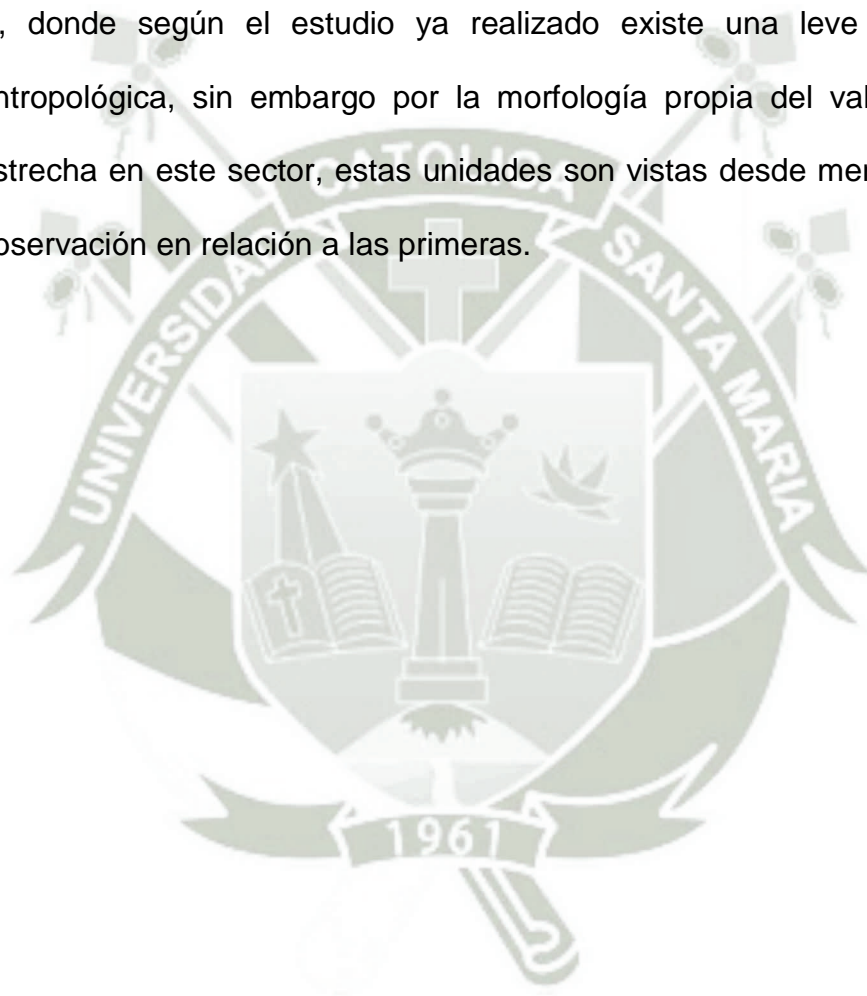 , donde según el estudio ya realizado existe una leve
ntropológica, sin embargo por la morfología propia del val
strecha en este sector, estas unidades son vistas desde mer
bservación en relación a las primeras.
UNIVERSIDAD CATOLICA SANTA MARIA
1961